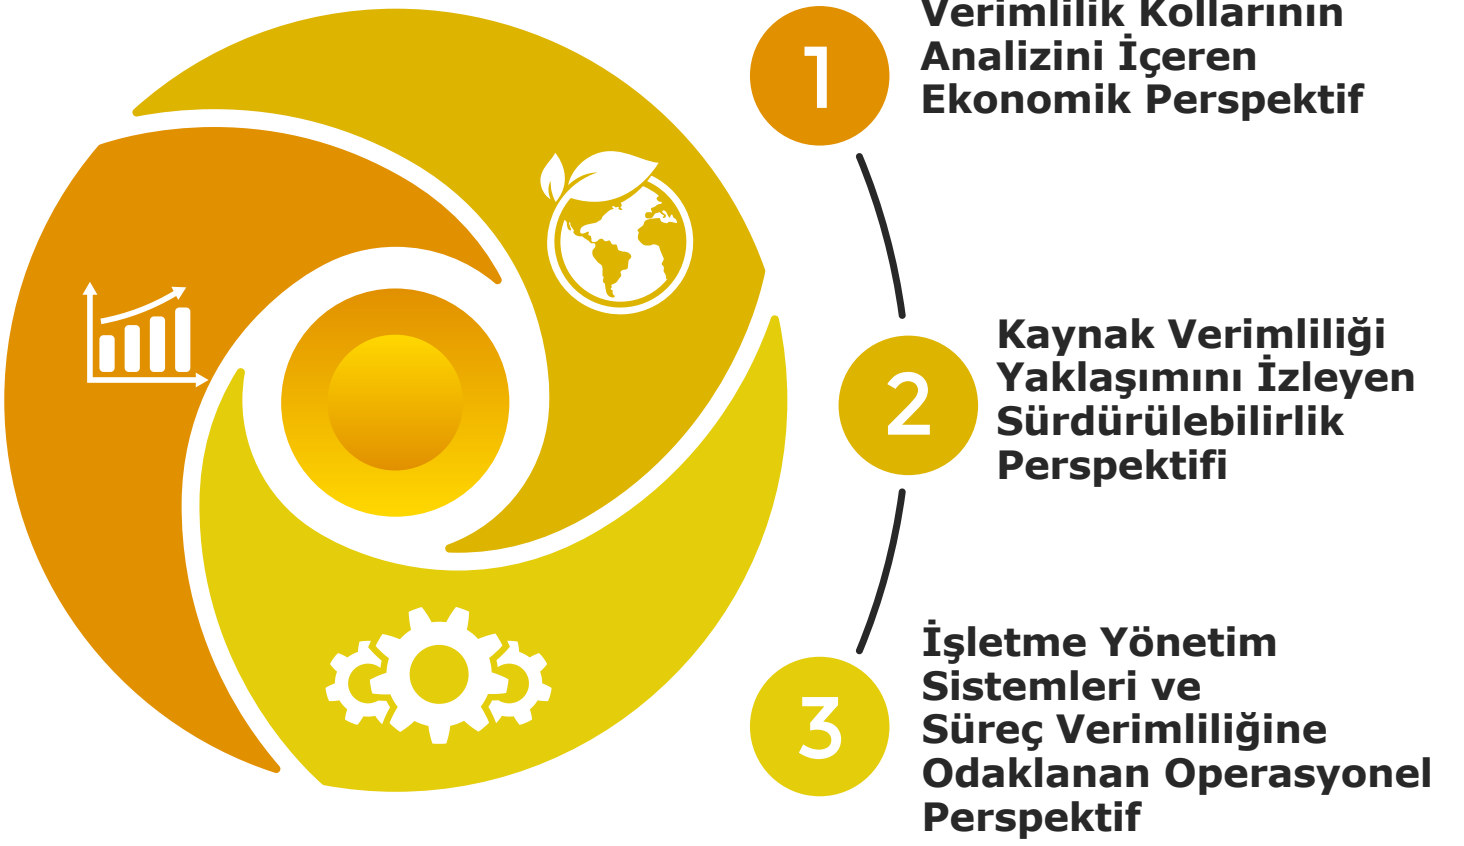 1
Verimlilik Kollarının
Analizini İçeren
Ekonomik Perspektif
2
Kaynak Verimliliği
Yaklaşımını İzleyen
Sürdürülebilirlik
Perspektifi
3
İşletme Yönetim
Sistemleri ve
Süreç Verimliliğine
Odaklanan Operasyonel
Perspektif